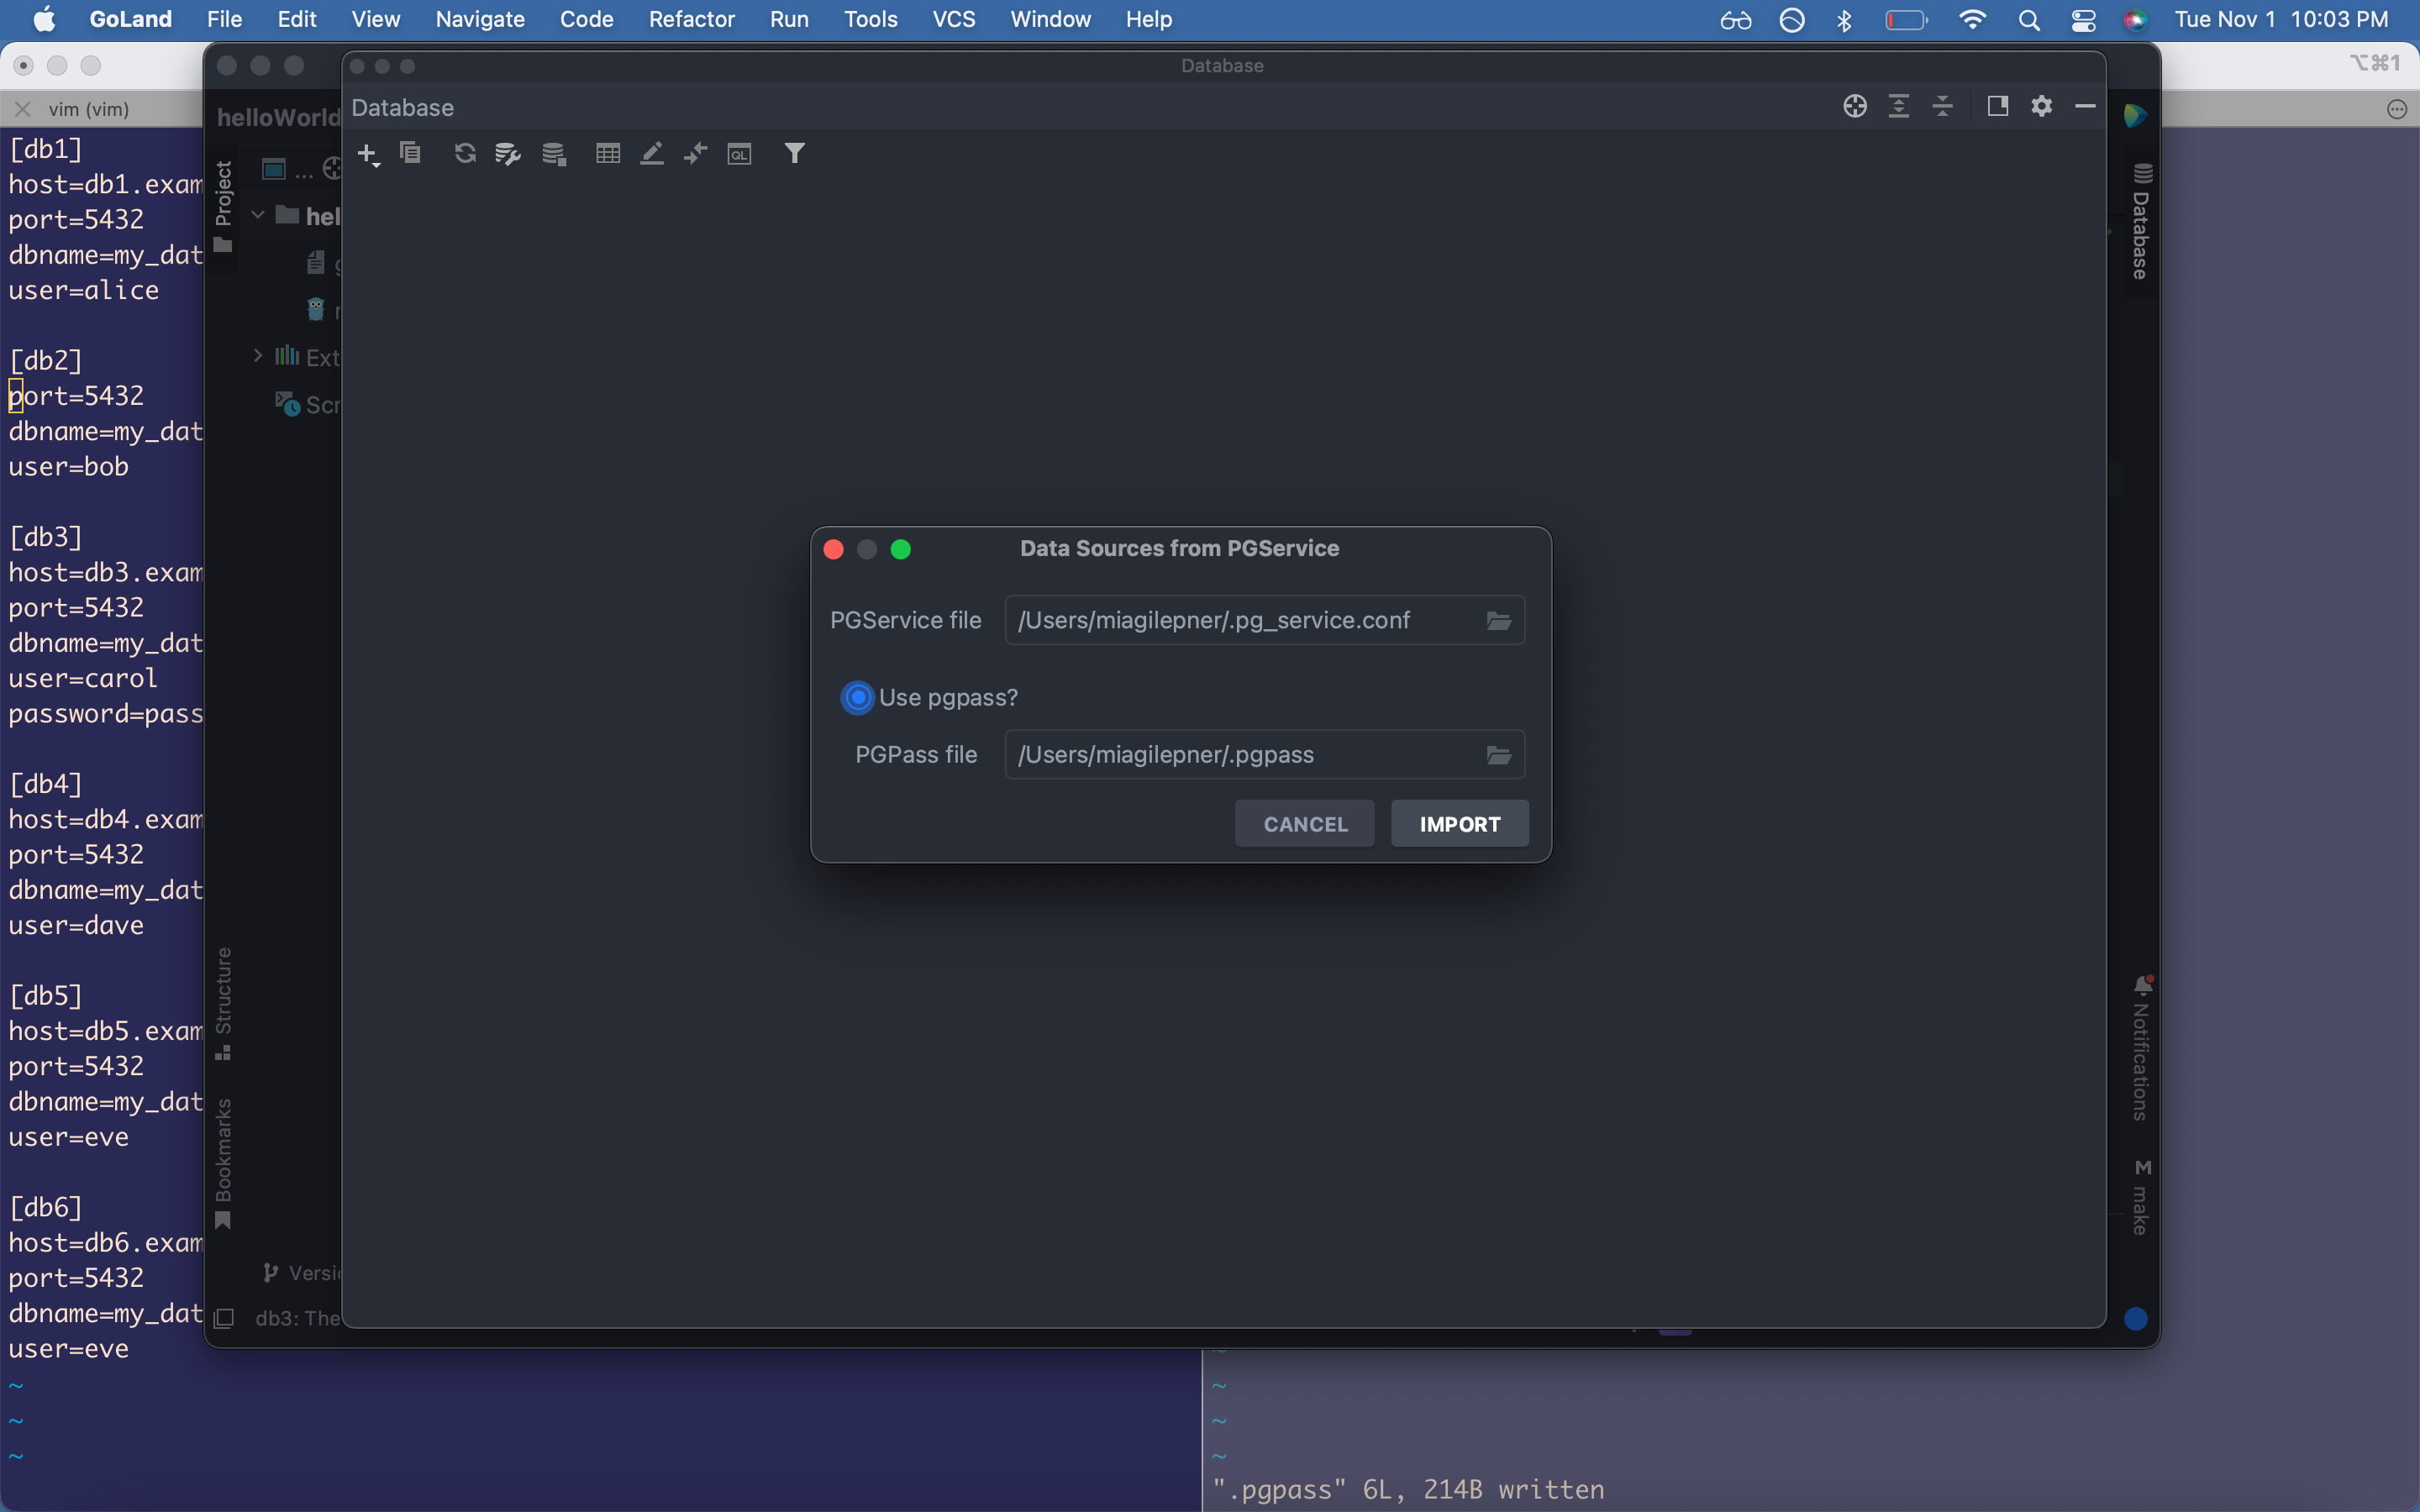 GoLand File Edit View Navigate Code Refactor Run Tools VCS Window Help Tue Nov 1 10:03 PM
⌥⌘1
vim (vim)
[db1]
host=db1.exam
port=5432
dbname=my_dat
user=alice
[db2]
port=5432
dbname=my_dat
user=bob
[db3]
host=db3.exam
port=5432
dbname=my_dat
user=carol
password=pass
[db4]
host=db4.exam
port=5432
dbname=my_dat
user=dave
[db5]
host=db5.exam
port=5432
dbname=my_dat
user=eve
[db6]
host=db6.exam
port=5432
dbname=my_dat
user=eve
~
~
~
helloWorld
Project
...
hel
g
Ext
Scr
Structure
Bookmarks
Versi
db3: The
Database
Database
QL
Data Sources from PGService
PGService file /Users/miagilepner/.pg_service.conf
Use pgpass?
PGPass file /Users/miagilepner/.pgpass
CANCEL IMPORT
Database
Notifications
M make
~
~
~
~
".pgpass" 6L, 214B written